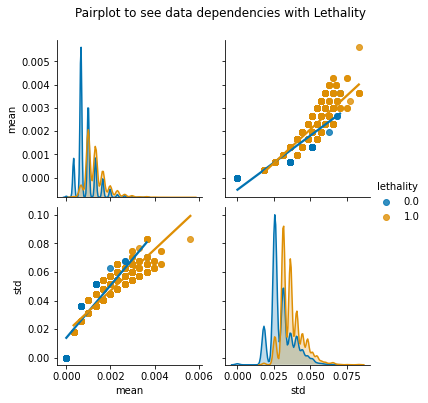 Pairplot to see data dependencies with Lethality
0.005
0.004
0.003
0.002
0.001
0.000
mean
lethality
0.0
1.0
0.10
0.08
0.06
0.04
0.02
0.00
std
0.000 0.002 0.004 0.006
mean
0.000 0.025 0.050 0.075
std